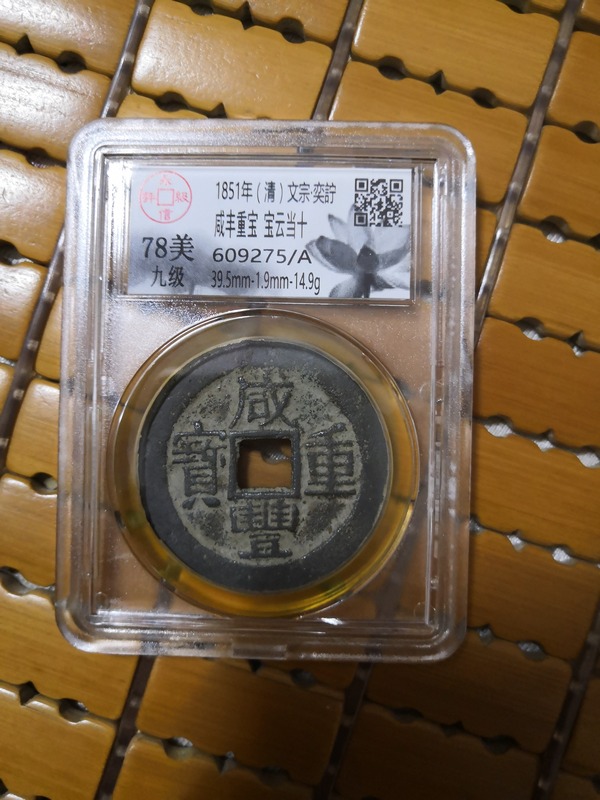 1851年(清)文宗·奕詝
咸丰重宝 宝云当十
78美 609275/A
九级 39.5mm-1.9mm-14.9g
咸
寶 重
豐